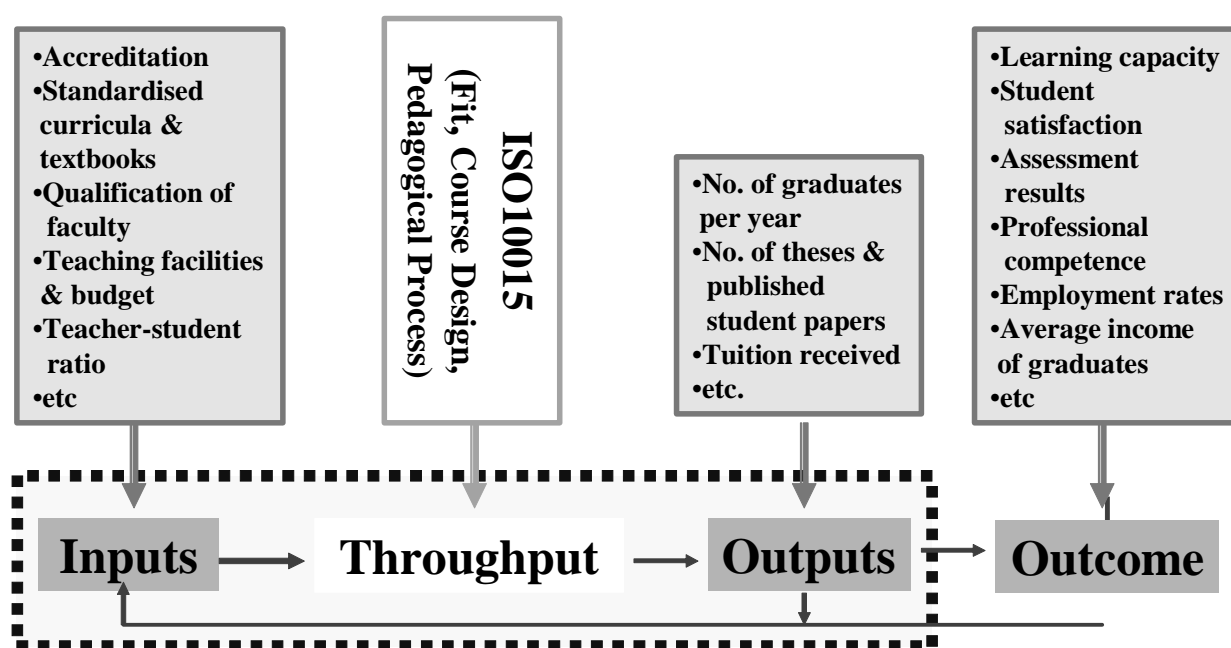 •Accreditation
•Standardised
curricula &
textbooks
•Qualification of
faculty
•Teaching facilities
& budget
•Teacher-student
ratio
•etc
ISO10015
(Fit, Course Design,
Pedagogical Process)
•No. of graduates
per year
•No. of theses &
published
student papers
•Tuition received
•etc.
•Learning capacity
•Student
satisfaction
•Assessment
results
•Professional
competence
•Employment rates
•Average income
of graduates
•etc
Inputs
Throughput
Outputs
Outcome